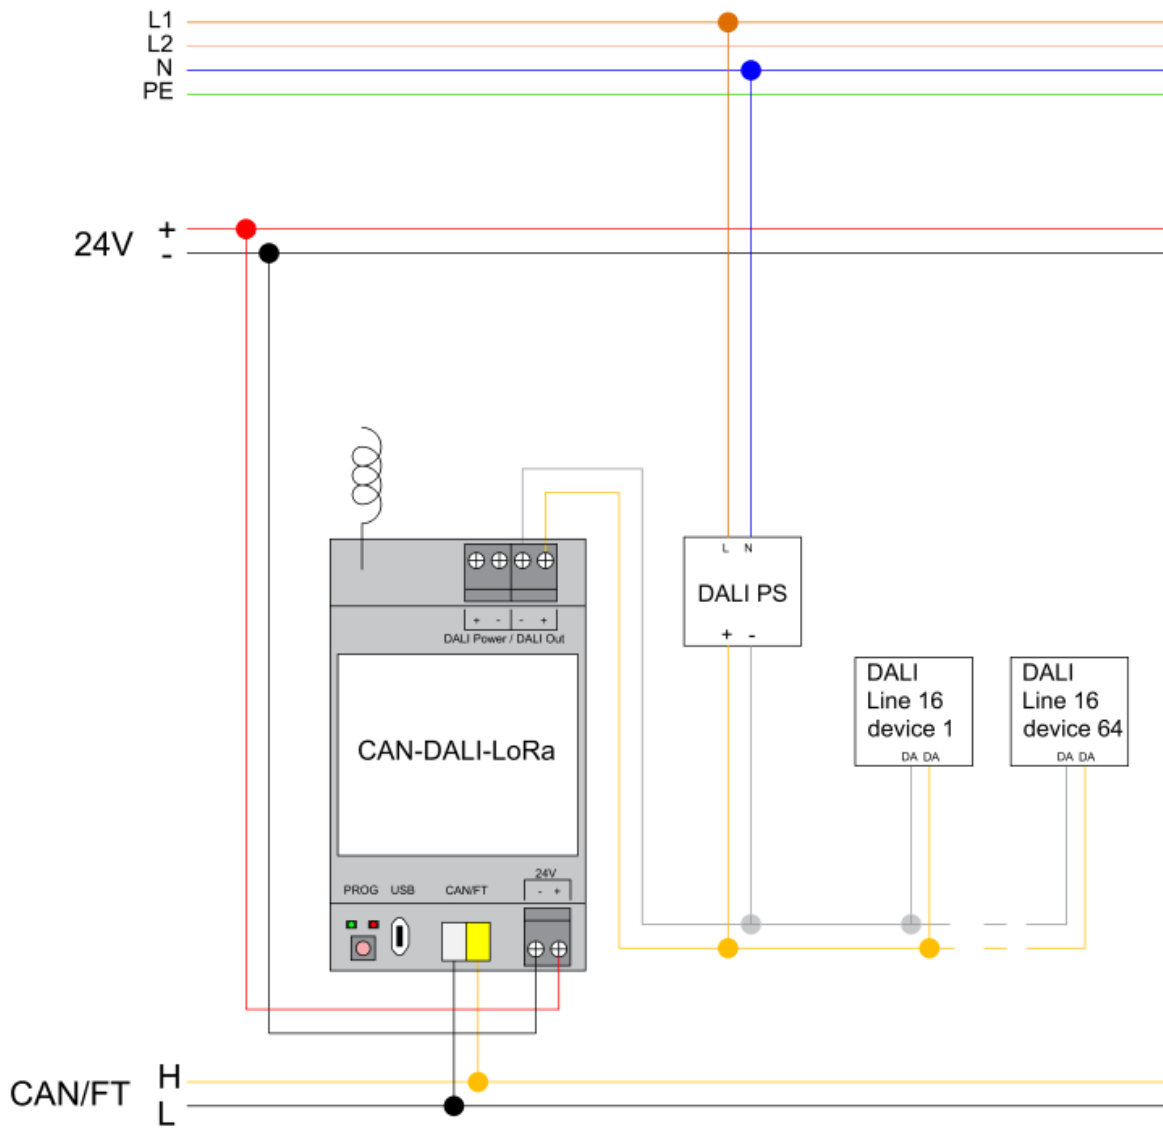 L1
L2
N
PE
24V
+
-
L N
DALI PS
+ -
+ - - +
DALI Power / DALI Out
DALI
Line 16
device 1
DA DA
DALI
Line 16
device 64
DA DA
CAN-DALI-LoRa
24V
- +
PROG USB CAN/FT
CAN/FT
H
L